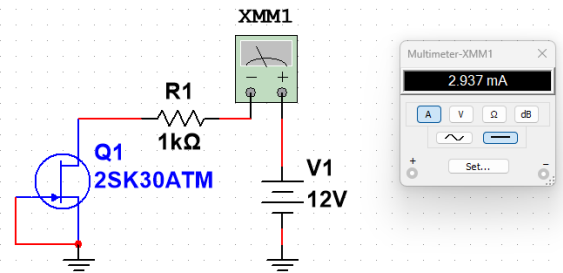 XMM1
R1
1kΩ
Q1
2SK30ATM
V1
12V
Multimeter-XMM1
2.937 mA
A V Ω dB
Set...